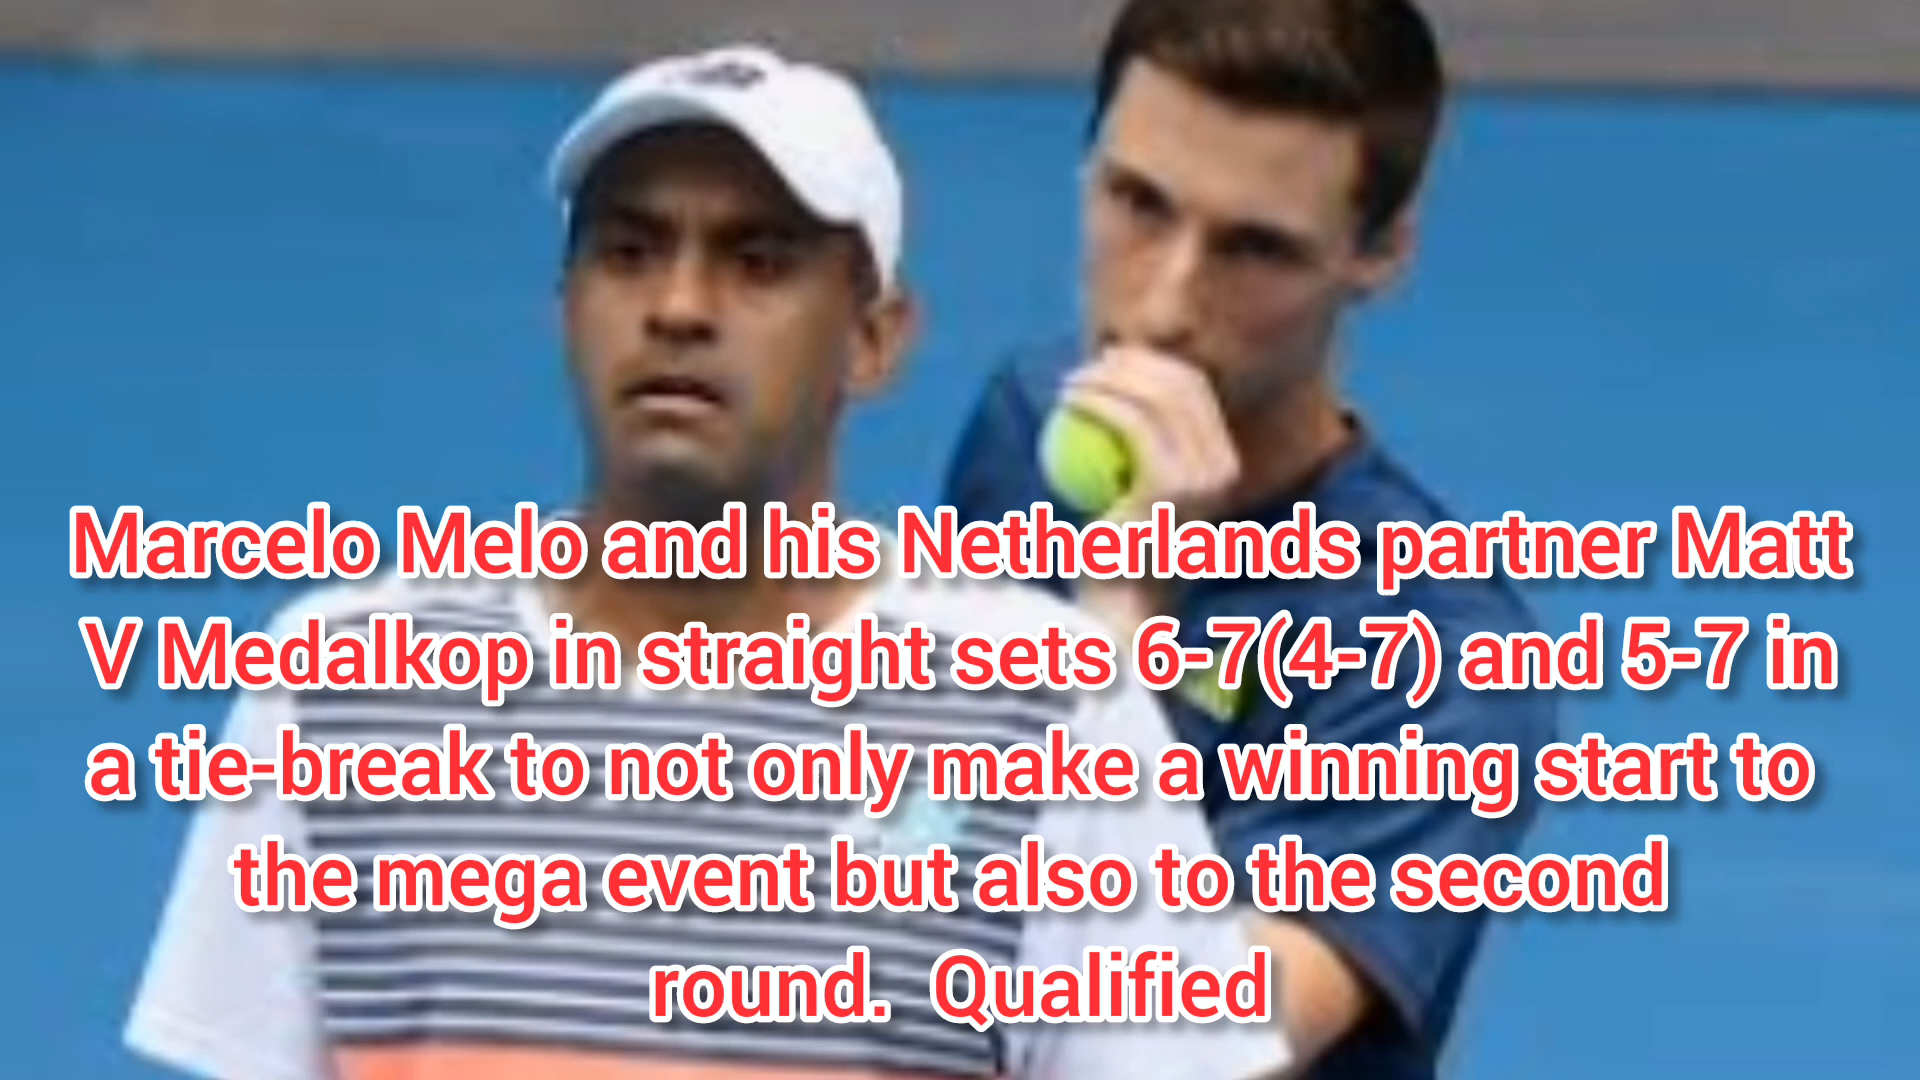 Marcelo Melo and his Netherlands partner Matt
V Medalkop in straight sets 6-7(4-7) and 5-7 in
a tie-break to not only make a winning start to
the mega event but also to the second
round.  Qualified